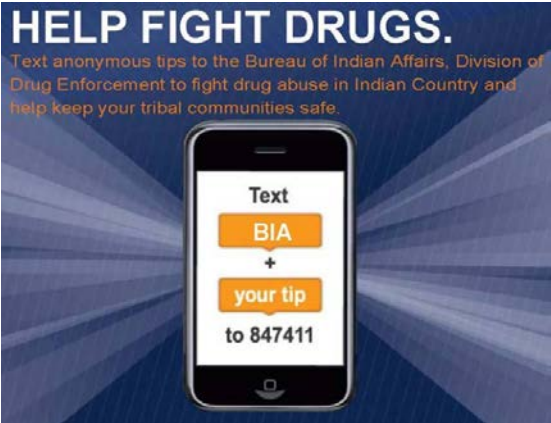 HELP FIGHT DRUGS.
Text anonymous tips to the Bureau of Indian Affairs, Division of
Drug Enforcement to fight drug abuse in Indian Country and
help keep your tribal communities safe.
Text
BIA
+
your tip
to 847411